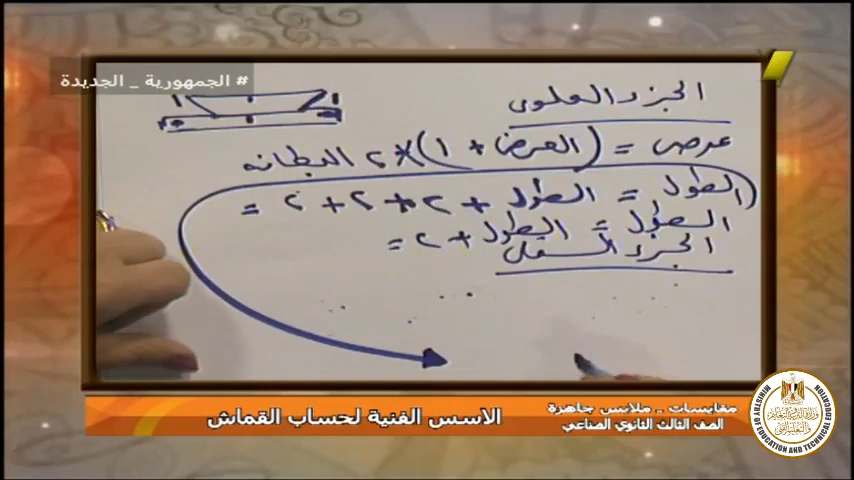 # الجمهورية _ الجديدة
الجزء العلوى
عرض = (العرض + ١) * ٢ البطانه
الطول = الطول + ٢ * ٢ + ٢ =
الطول = الطول + ٢ =
الجزء السفلى
مقايسات .. ملابس جاهزة
الصف الثالث الثانوي الصناعي
الاسس الفنية لحساب القماش
MINISTRY OF EDUCATION AND TECHNICAL EDUCATION